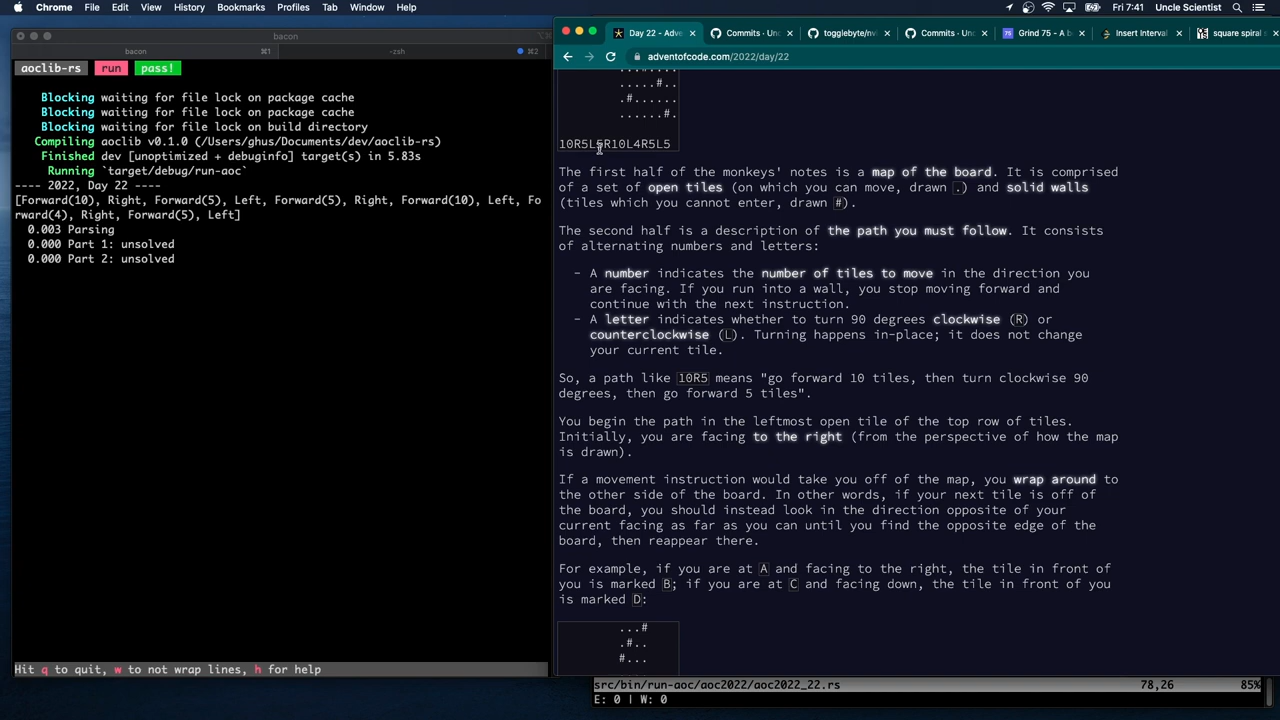 Chrome File Edit View History Bookmarks Profiles Tab Window Help
Fri 7:41 Uncle Scientist
bacon
bacon ⌘1 -zsh ⌘2
aoclib-rs run pass!
Blocking waiting for file lock on package cache
Blocking waiting for file lock on package cache
Blocking waiting for file lock on build directory
Compiling aoclib v0.1.0 (/Users/ghus/Documents/dev/aoclib-rs)
Finished dev [unoptimized + debuginfo] target(s) in 5.83s
Running `target/debug/run-aoc`
---- 2022, Day 22 ----
[Forward(10), Right, Forward(5), Left, Forward(5), Right, Forward(10), Left, Fo
rward(4), Right, Forward(5), Left]
0.003 Parsing
0.000 Part 1: unsolved
0.000 Part 2: unsolved
Hit q to quit, w to not wrap lines, h for help
Day 22 - Adve Commits · Unc togglebyte/nvi Commits · Unc Grind 75 - A b Insert Interval square spiral s
adventofcode.com/2022/day/22
.....#..
.#......
......#.
10R5L5R10L4R5L5
The first half of the monkeys' notes is a map of the board. It is comprised
of a set of open tiles (on which you can move, drawn .) and solid walls
(tiles which you cannot enter, drawn #).
The second half is a description of the path you must follow. It consists
of alternating numbers and letters:
- A number indicates the number of tiles to move in the direction you
are facing. If you run into a wall, you stop moving forward and
continue with the next instruction.
- A letter indicates whether to turn 90 degrees clockwise (R) or
counterclockwise (L). Turning happens in-place; it does not change
your current tile.
So, a path like 10R5 means "go forward 10 tiles, then turn clockwise 90
degrees, then go forward 5 tiles".
You begin the path in the leftmost open tile of the top row of tiles.
Initially, you are facing to the right (from the perspective of how the map
is drawn).
If a movement instruction would take you off of the map, you wrap around to
the other side of the board. In other words, if your next tile is off of
the board, you should instead look in the direction opposite of your
current facing as far as you can until you find the opposite edge of the
board, then reappear there.
For example, if you are at A and facing to the right, the tile in front of
you is marked B; if you are at C and facing down, the tile in front of you
is marked D:
...#
.#..
#...
src/bin/run-aoc/aoc2022/aoc2022_22.rs 78,26 85%
E: 0 | W: 0